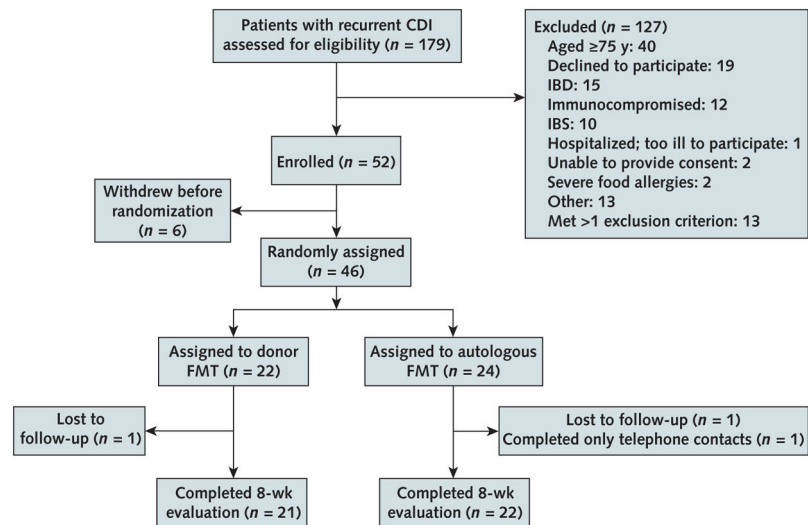 Patients with recurrent CDI
assessed for eligibility (n = 179)
Excluded (n = 127)
Aged ≥75 y: 40
Declined to participate: 19
IBD: 15
Immunocompromised: 12
IBS: 10
Hospitalized; too ill to participate: 1
Unable to provide consent: 2
Severe food allergies: 2
Other: 13
Met >1 exclusion criterion: 13
Enrolled (n = 52)
Withdrew before
randomization
(n = 6)
Randomly assigned
(n = 46)
Assigned to donor
FMT (n = 22)
Assigned to autologous
FMT (n = 24)
Lost to
follow-up (n = 1)
Lost to follow-up (n = 1)
Completed only telephone contacts (n = 1)
Completed 8-wk
evaluation (n = 21)
Completed 8-wk
evaluation (n = 22)